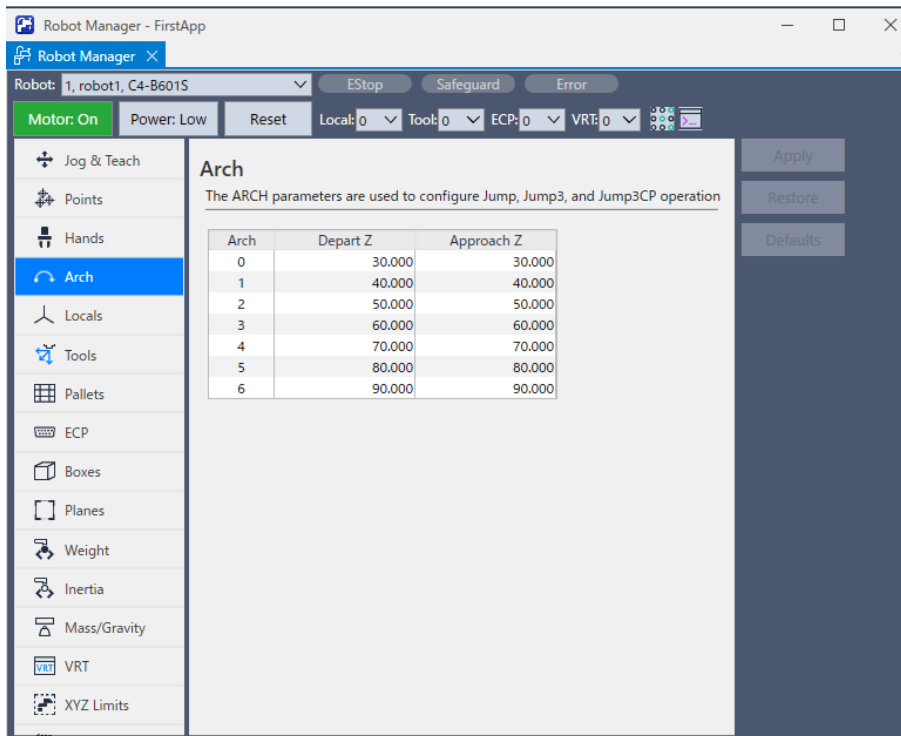 Robot Manager - FirstApp
Robot Manager
Robot: 1, robot1, C4-B601S EStop Safeguard Error
Motor: On Power: Low Reset Local: 0 Tool: 0 ECP: 0 VRT: 0
Jog & Teach
Points
Hands
Arch
Locals
Tools
Pallets
ECP
Boxes
Planes
Weight
Inertia
Mass/Gravity
VRT VRT
XYZ Limits
Arch
The ARCH parameters are used to configure Jump, Jump3, and Jump3CP operation
Arch Depart Z Approach Z
0 30.000 30.000
1 40.000 40.000
2 50.000 50.000
3 60.000 60.000
4 70.000 70.000
5 80.000 80.000
6 90.000 90.000
Apply
Restore
Defaults